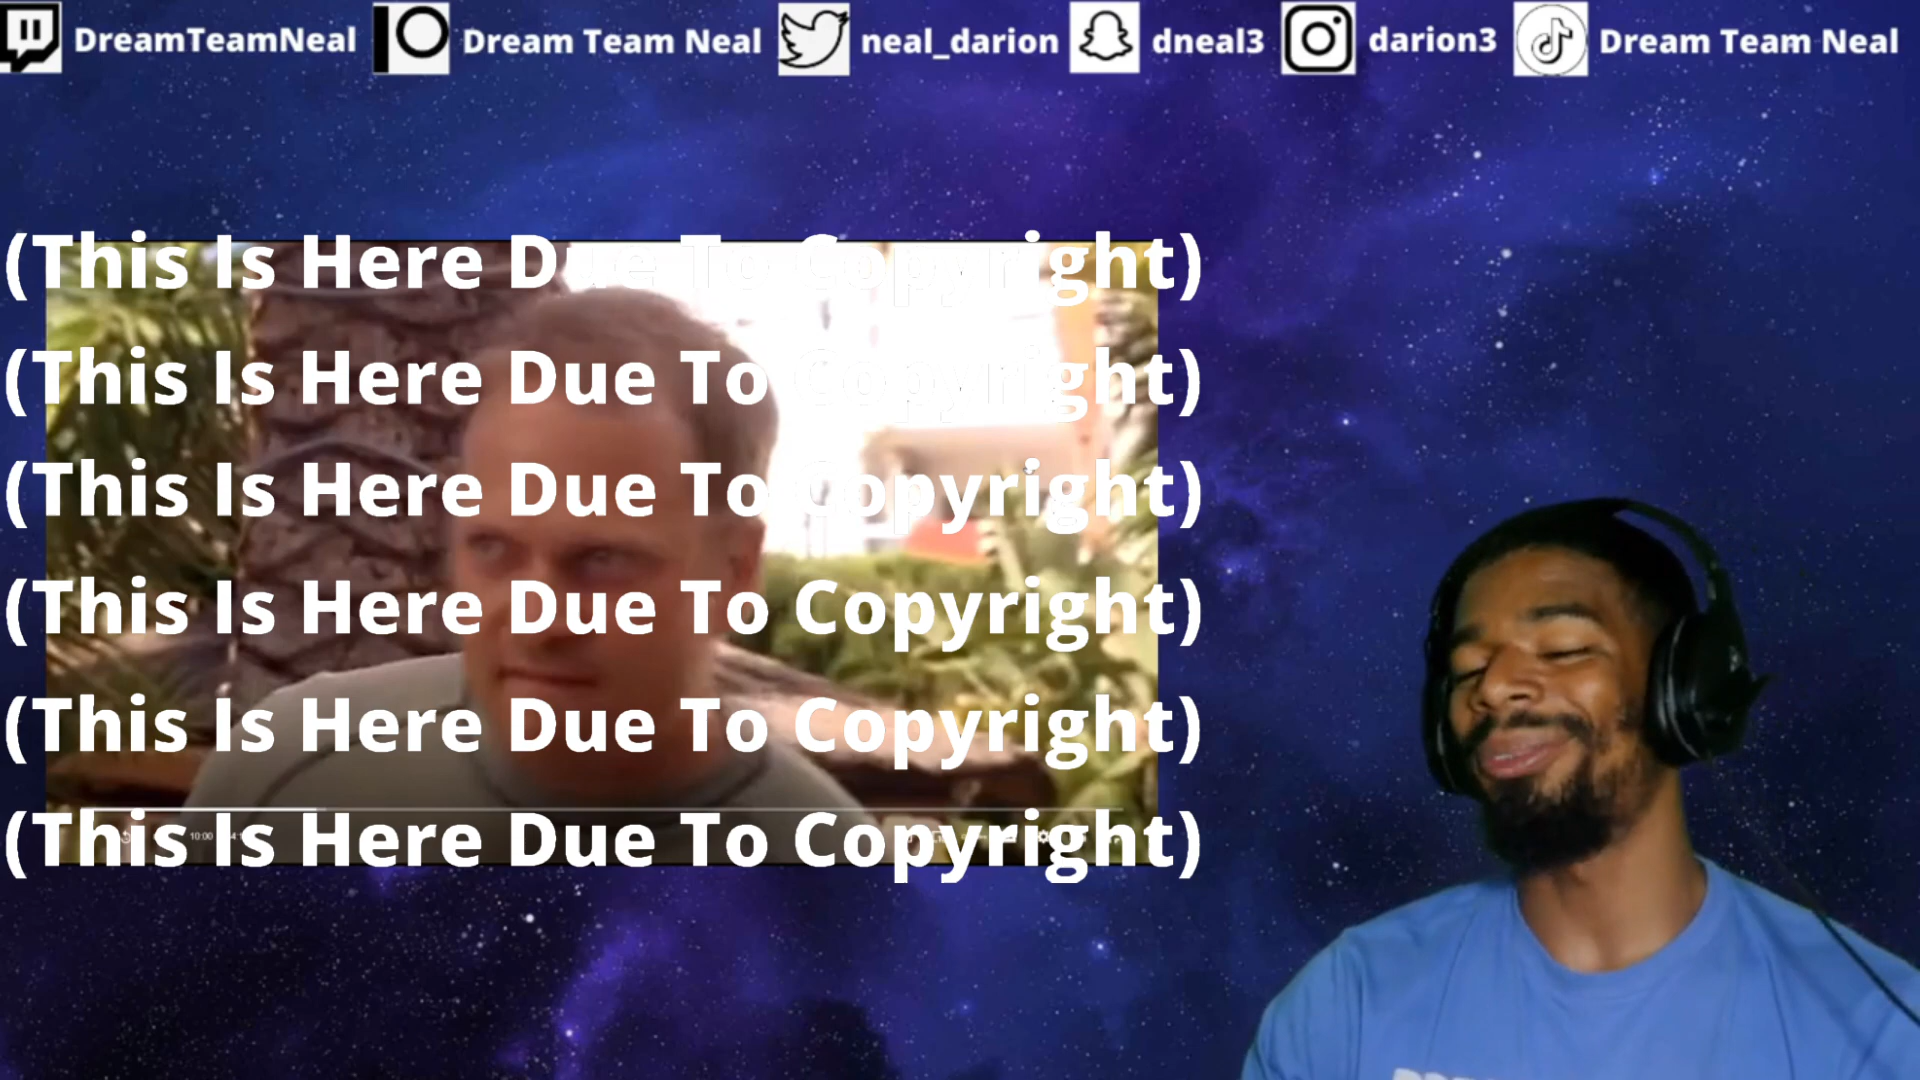 DreamTeamNeal Dream Team Neal neal_darion dneal3 darion3 Dream Team Neal
(This Is Here Due To Copyright)
(This Is Here Due To Copyright)
(This Is Here Due To Copyright)
(This Is Here Due To Copyright)
(This Is Here Due To Copyright)
(This Is Here Due To Copyright)
10:00